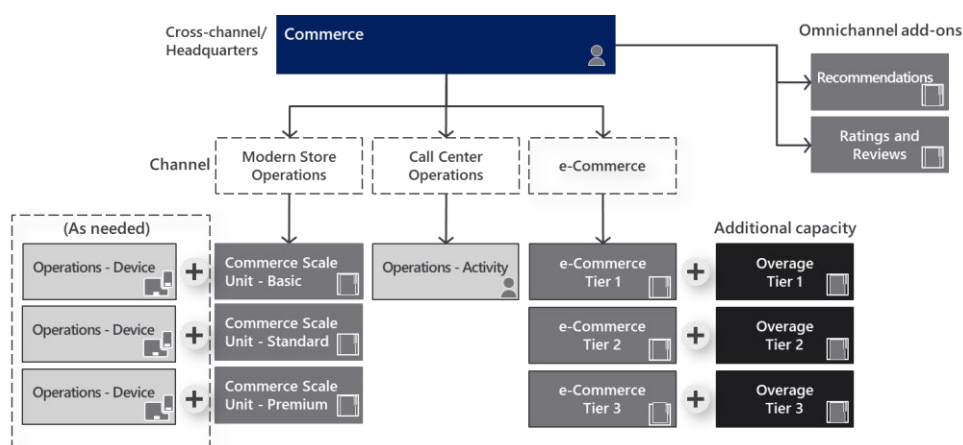 Cross-channel/
Headquarters
Commerce
Omnichannel add-ons
Recommendations
Ratings and
Reviews
Channel
Modern Store
Operations
Call Center
Operations
e-Commerce
(As needed)
Additional capacity
Operations - Device
+
Commerce Scale
Unit - Basic
Operations - Activity
e-Commerce
Tier 1
+
Overage
Tier 1
Operations - Device
+
Commerce Scale
Unit - Standard
e-Commerce
Tier 2
+
Overage
Tier 2
Operations - Device
+
Commerce Scale
Unit - Premium
e-Commerce
Tier 3
+
Overage
Tier 3